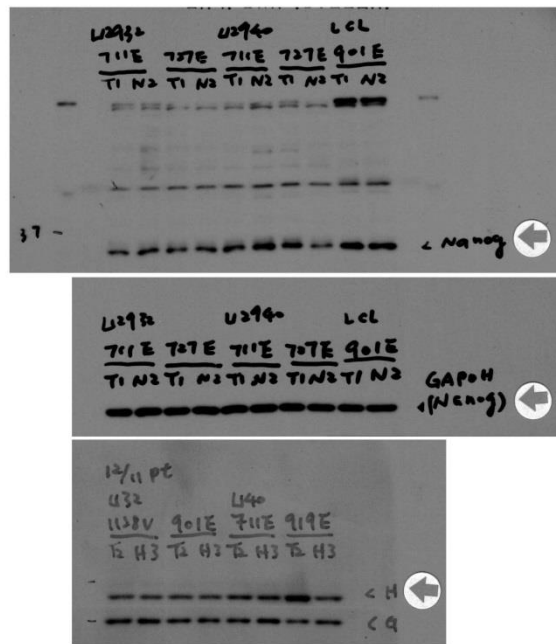 U2932 U2940 LCL
711E 727E 711E 727E 901E
T1 N2 T1 N2 T1 N2 T1 N2 T1 N2
37 -
< Nanog
U2932 U2940 LCL
711E 727E 711E 727E 901E
T1 N2 T1 N2 T1 N2 T1 N2 T1 N2
GAPDH
(Nanog)
12/11 pt
U32 U40
1138V 901E 711E 919E
T2 H3 T2 H3 T2 H3 T2 H3
< H
< G